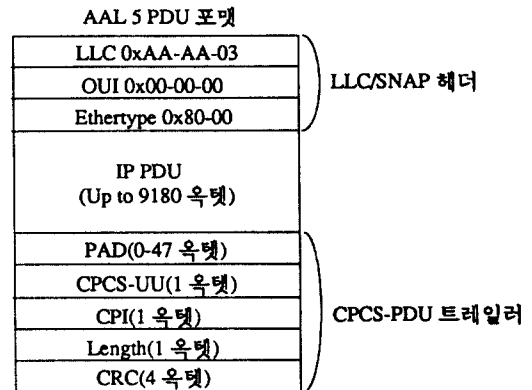 AAL 5 PDU 포맷
LLC 0xAA-AA-03
OUI 0x00-00-00
Ethertype 0x80-00
LLC/SNAP 헤더
IP PDU
(Up to 9180 옥텟)
PAD(0-47 옥텟)
CPCS-UU(1 옥텟)
CPI(1 옥텟)
Length(1 옥텟)
CRC(4 옥텟)
CPCS-PDU 트레일러